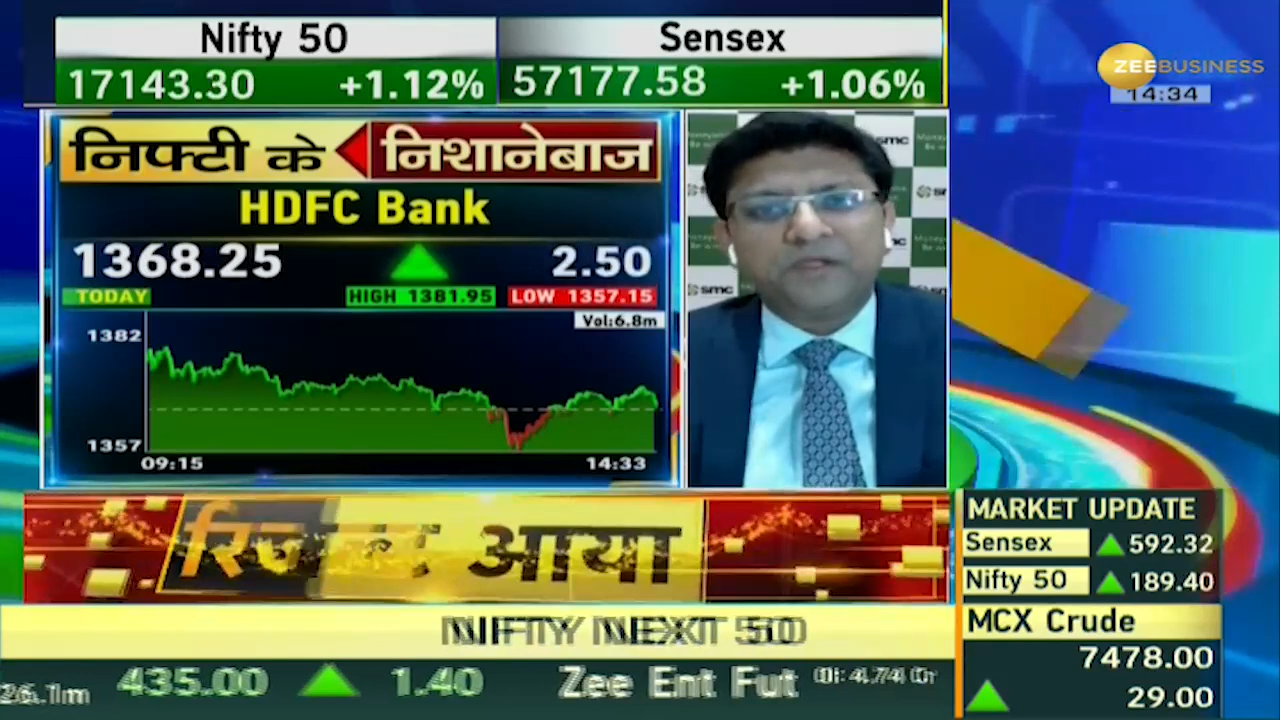 Nifty 50
17143.30 +1.12%
Sensex
57177.58 +1.06%
ZEEBUSINESS
14:34
निफ्टी के निशानेबाज
HDFC Bank
1368.25 2.50
TODAY HIGH 1381.95 LOW 1357.15
Vol:6.8m
1382
1357
09:15 14:33
smc
smc
आया
NIFTY NEXT 50
26.1m 435.00 1.40 Zee Ent Fut
MARKET UPDATE
Sensex 592.32
Nifty 50 189.40
MCX Crude
7478.00
29.00